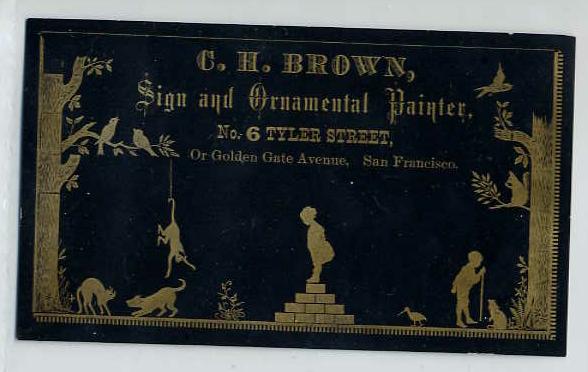 C. H. BROWN,
Sign and Ornamental Painter,
No. 6 TYLER STREET,
Or Golden Gate Avenue, San Francisco.